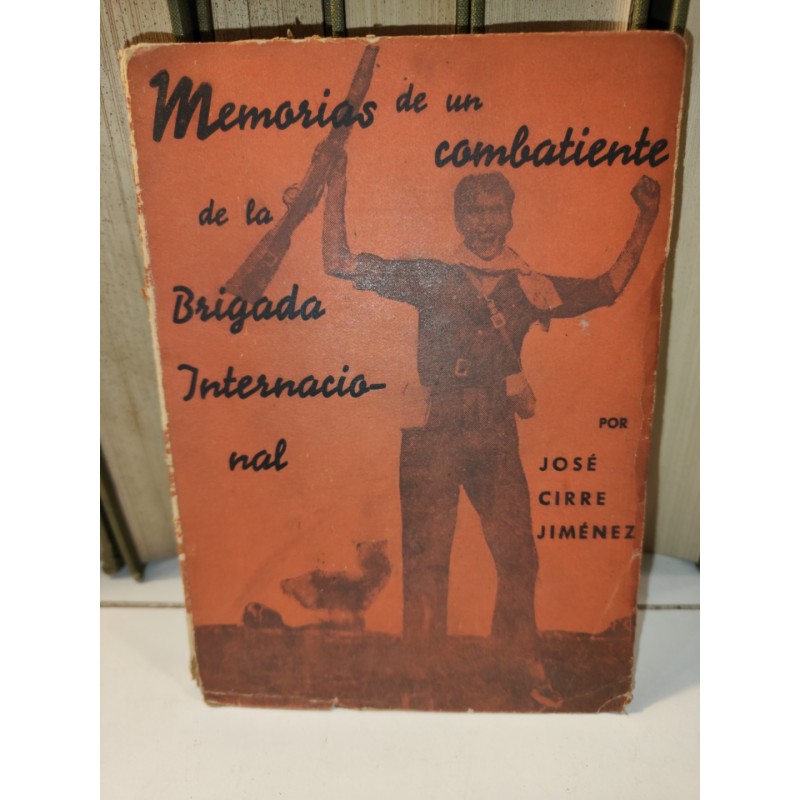 Memorias de un
combatiente
de la
Brigada
Internacio-
nal
POR
JOSÉ
CIRRE
JIMÉNEZ